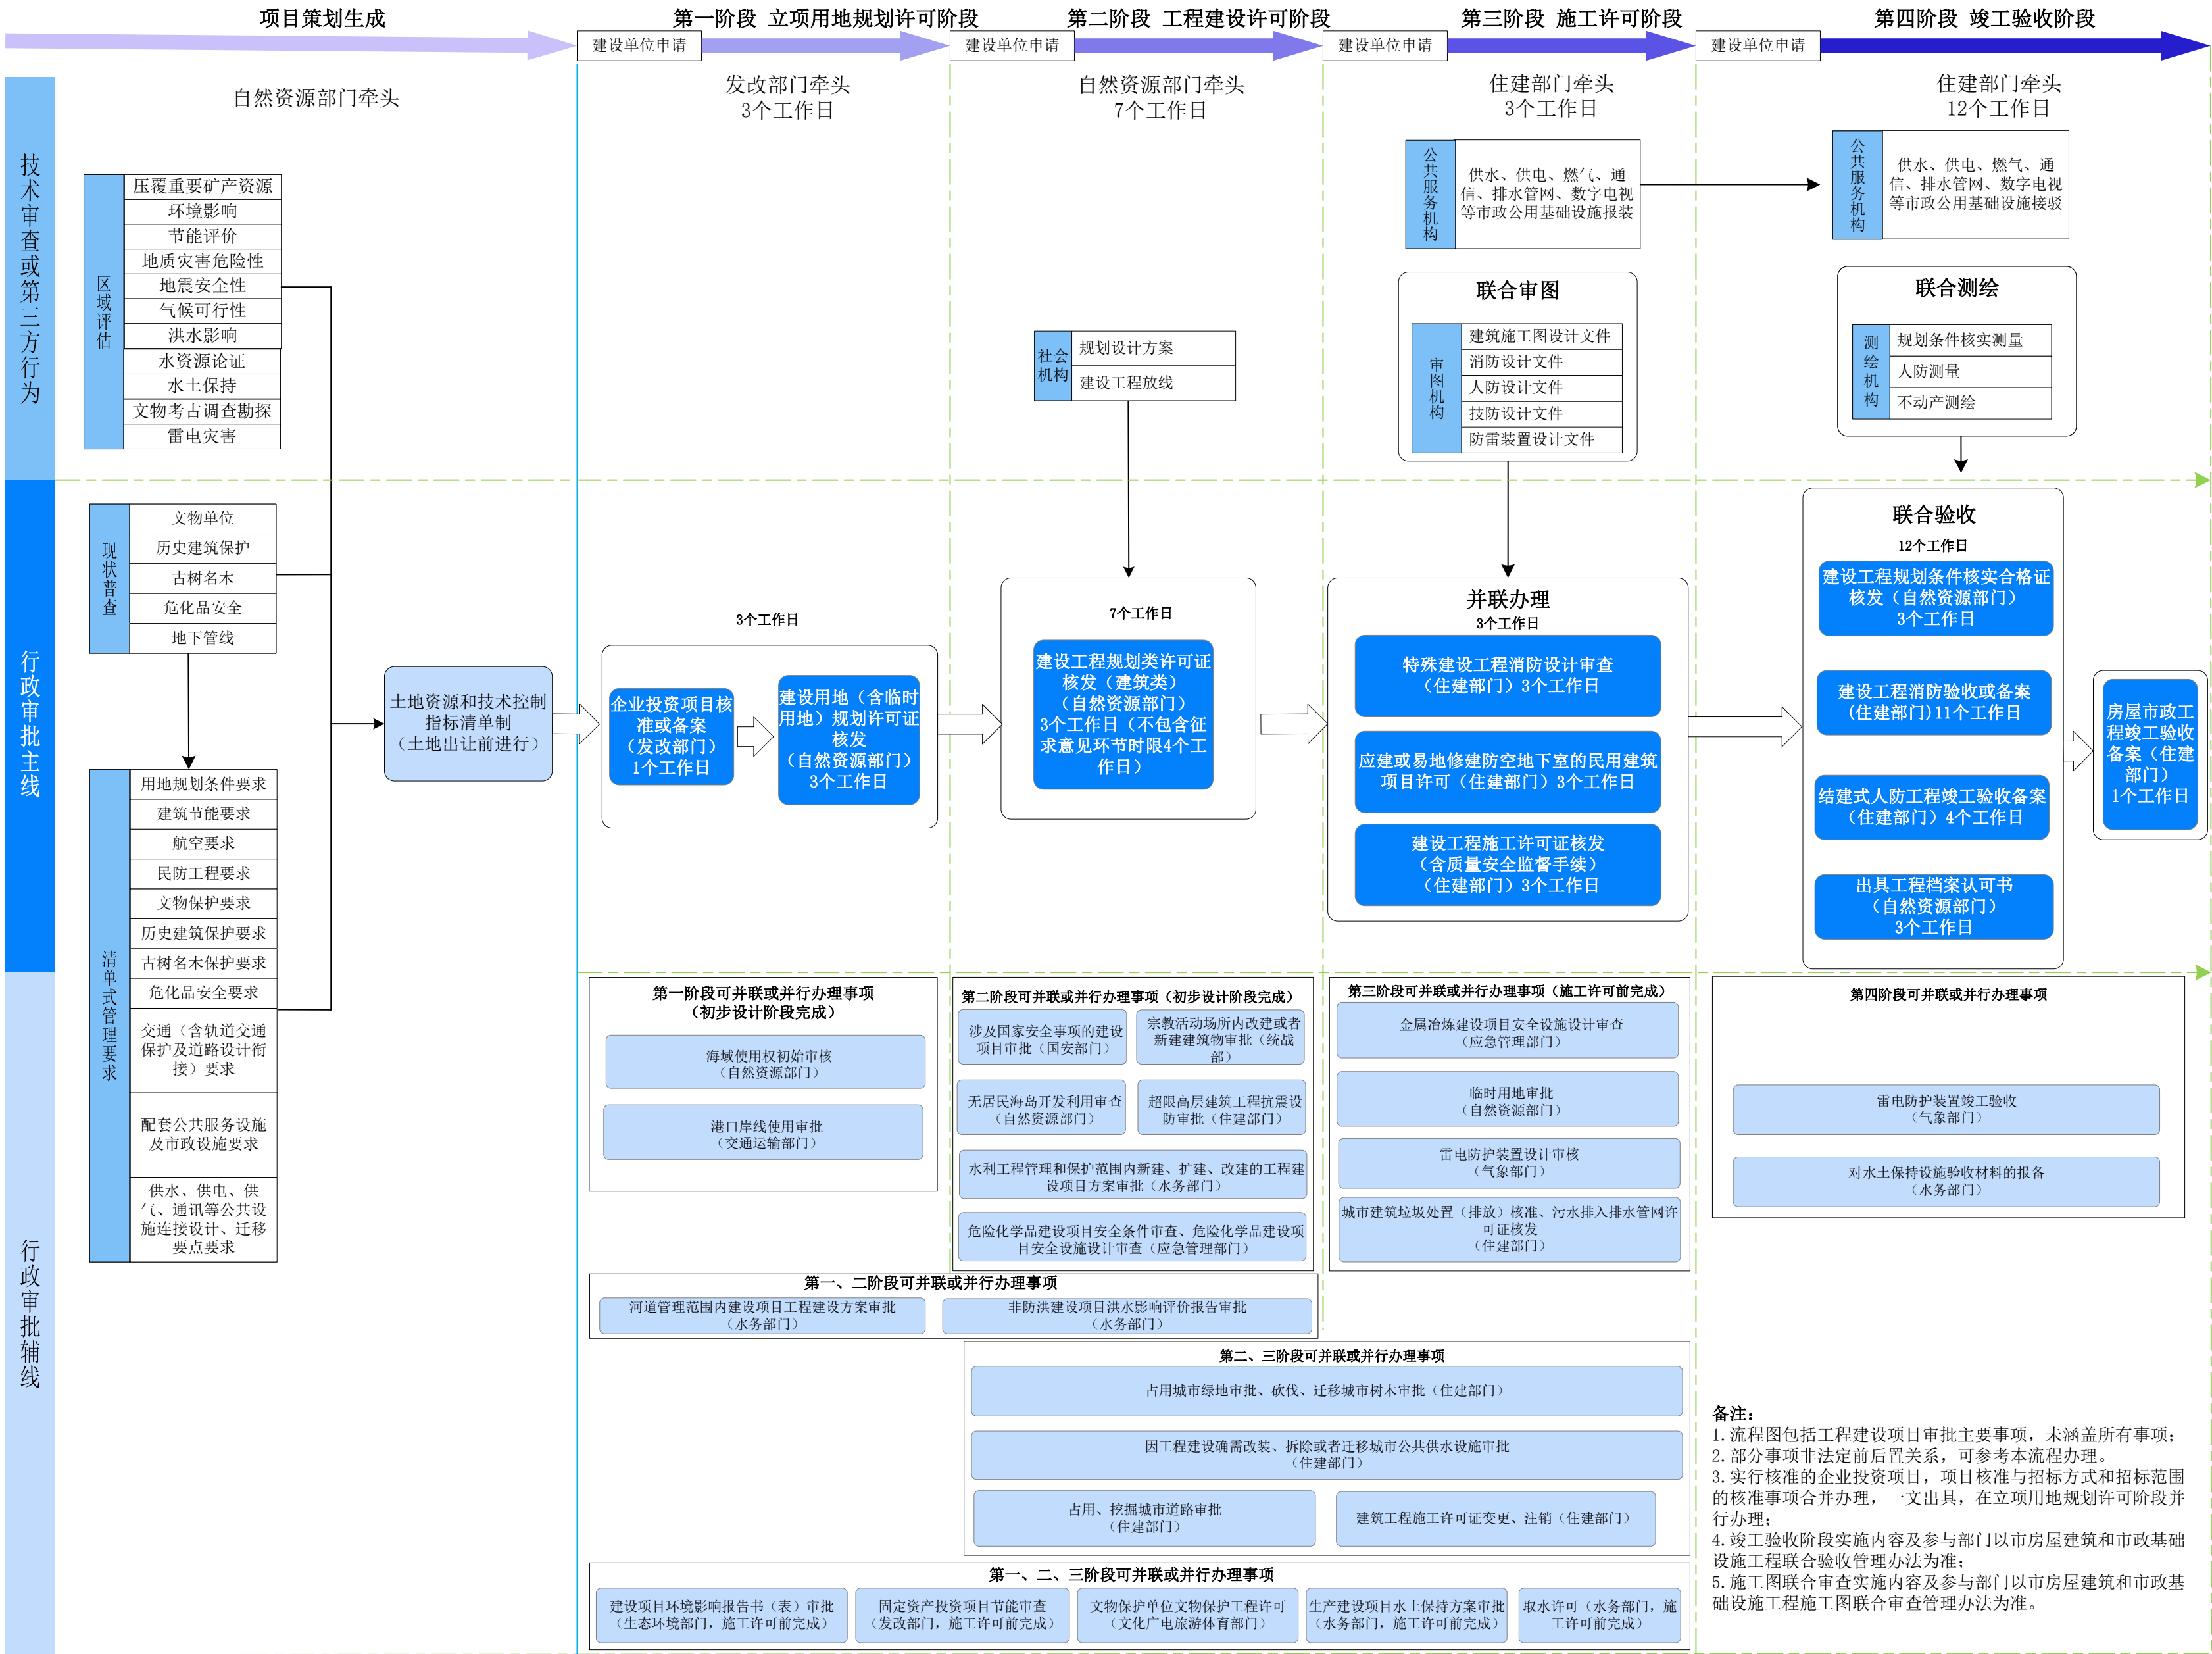 项目策划生成
第一阶段 立项用地规划许可阶段
第二阶段 工程建设许可阶段
第三阶段 施工许可阶段
第四阶段 竣工验收阶段
建设单位申请
建设单位申请
建设单位申请
建设单位申请
自然资源部门牵头
发改部门牵头
3个工作日
自然资源部门牵头
7个工作日
住建部门牵头
3个工作日
住建部门牵头
12个工作日
技术审查或第三方行为
区域评估
压覆重要矿产资源
环境影响
节能评价
地质灾害危险性
地震安全性
气候可行性
洪水影响
水资源论证
水土保持
文物考古调查勘探
雷电灾害
社会
机构
规划设计方案
建设工程放线
公共服务机构
供水、供电、燃气、通
信、排水管网、数字电视
等市政公用基础设施报装
联合审图
审图机构
建筑施工图设计文件
消防设计文件
人防设计文件
技防设计文件
防雷装置设计文件
公共服务机构
供水、供电、燃气、通
信、排水管网、数字电视
等市政公用基础设施接驳
联合测绘
测绘机构
规划条件核实测量
人防测量
不动产测绘
行政审批主线
现状普查
文物单位
历史建筑保护
古树名木
危化品安全
地下管线
清单式管理要求
用地规划条件要求
建筑节能要求
航空要求
民防工程要求
文物保护要求
历史建筑保护要求
古树名木保护要求
危化品安全要求
交通（含轨道交通
保护及道路设计衔
接）要求
配套公共服务设施
及市政设施要求
供水、供电、供
气、通讯等公共设
施连接设计、迁移
要点要求
土地资源和技术控制
指标清单制
（土地出让前进行）
3个工作日
企业投资项目核
准或备案
（发改部门）
1个工作日
建设用地（含临时
用地）规划许可证
核发
（自然资源部门）
3个工作日
7个工作日
建设工程规划类许可证
核发（建筑类）
（自然资源部门）
3个工作日（不包含征
求意见环节时限4个工
作日）
并联办理
3个工作日
特殊建设工程消防设计审查
（住建部门）3个工作日
应建或易地修建防空地下室的民用建筑
项目许可（住建部门）3个工作日
建设工程施工许可证核发
（含质量安全监督手续）
（住建部门）3个工作日
联合验收
12个工作日
建设工程规划条件核实合格证
核发（自然资源部门）
3个工作日
建设工程消防验收或备案
(住建部门)11个工作日
结建式人防工程竣工验收备案
（住建部门）4个工作日
出具工程档案认可书
（自然资源部门）
3个工作日
房屋市政工
程竣工验收
备案（住建
部门）
1个工作日
行政审批辅线
第一阶段可并联或并行办理事项
（初步设计阶段完成）
海域使用权初始审核
（自然资源部门）
港口岸线使用审批
（交通运输部门）
第二阶段可并联或并行办理事项（初步设计阶段完成）
涉及国家安全事项的建设
项目审批（国安部门）
宗教活动场所内改建或者
新建建筑物审批（统战
部）
无居民海岛开发利用审查
（自然资源部门）
超限高层建筑工程抗震设
防审批（住建部门）
水利工程管理和保护范围内新建、扩建、改建的工程建
设项目方案审批（水务部门）
危险化学品建设项目安全条件审查、危险化学品建设项
目安全设施设计审查（应急管理部门）
第三阶段可并联或并行办理事项（施工许可前完成）
金属冶炼建设项目安全设施设计审查
（应急管理部门）
临时用地审批
（自然资源部门）
雷电防护装置设计审核
（气象部门）
城市建筑垃圾处置（排放）核准、污水排入排水管网许
可证核发
（住建部门）
第四阶段可并联或并行办理事项
雷电防护装置竣工验收
（气象部门）
对水土保持设施验收材料的报备
（水务部门）
第一、二阶段可并联或并行办理事项
河道管理范围内建设项目工程建设方案审批
（水务部门）
非防洪建设项目洪水影响评价报告审批
（水务部门）
第二、三阶段可并联或并行办理事项
占用城市绿地审批、砍伐、迁移城市树木审批（住建部门）
因工程建设确需改装、拆除或者迁移城市公共供水设施审批
（住建部门）
占用、挖掘城市道路审批
（住建部门）
建筑工程施工许可证变更、注销（住建部门）
第一、二、三阶段可并联或并行办理事项
建设项目环境影响报告书（表）审批
（生态环境部门，施工许可前完成）
固定资产投资项目节能审查
（发改部门，施工许可前完成）
文物保护单位文物保护工程许可
（文化广电旅游体育部门）
生产建设项目水土保持方案审批
（水务部门，施工许可前完成）
取水许可（水务部门，施
工许可前完成）
备注：
1.流程图包括工程建设项目审批主要事项，未涵盖所有事项；
2.部分事项非法定前后置关系，可参考本流程办理。
3.实行核准的企业投资项目，项目核准与招标方式和招标范围
的核准事项合并办理，一文出具，在立项用地规划许可阶段并
行办理；
4.竣工验收阶段实施内容及参与部门以市房屋建筑和市政基础
设施工程联合验收管理办法为准；
5.施工图联合审查实施内容及参与部门以市房屋建筑和市政基
础设施工程施工图联合审查管理办法为准。